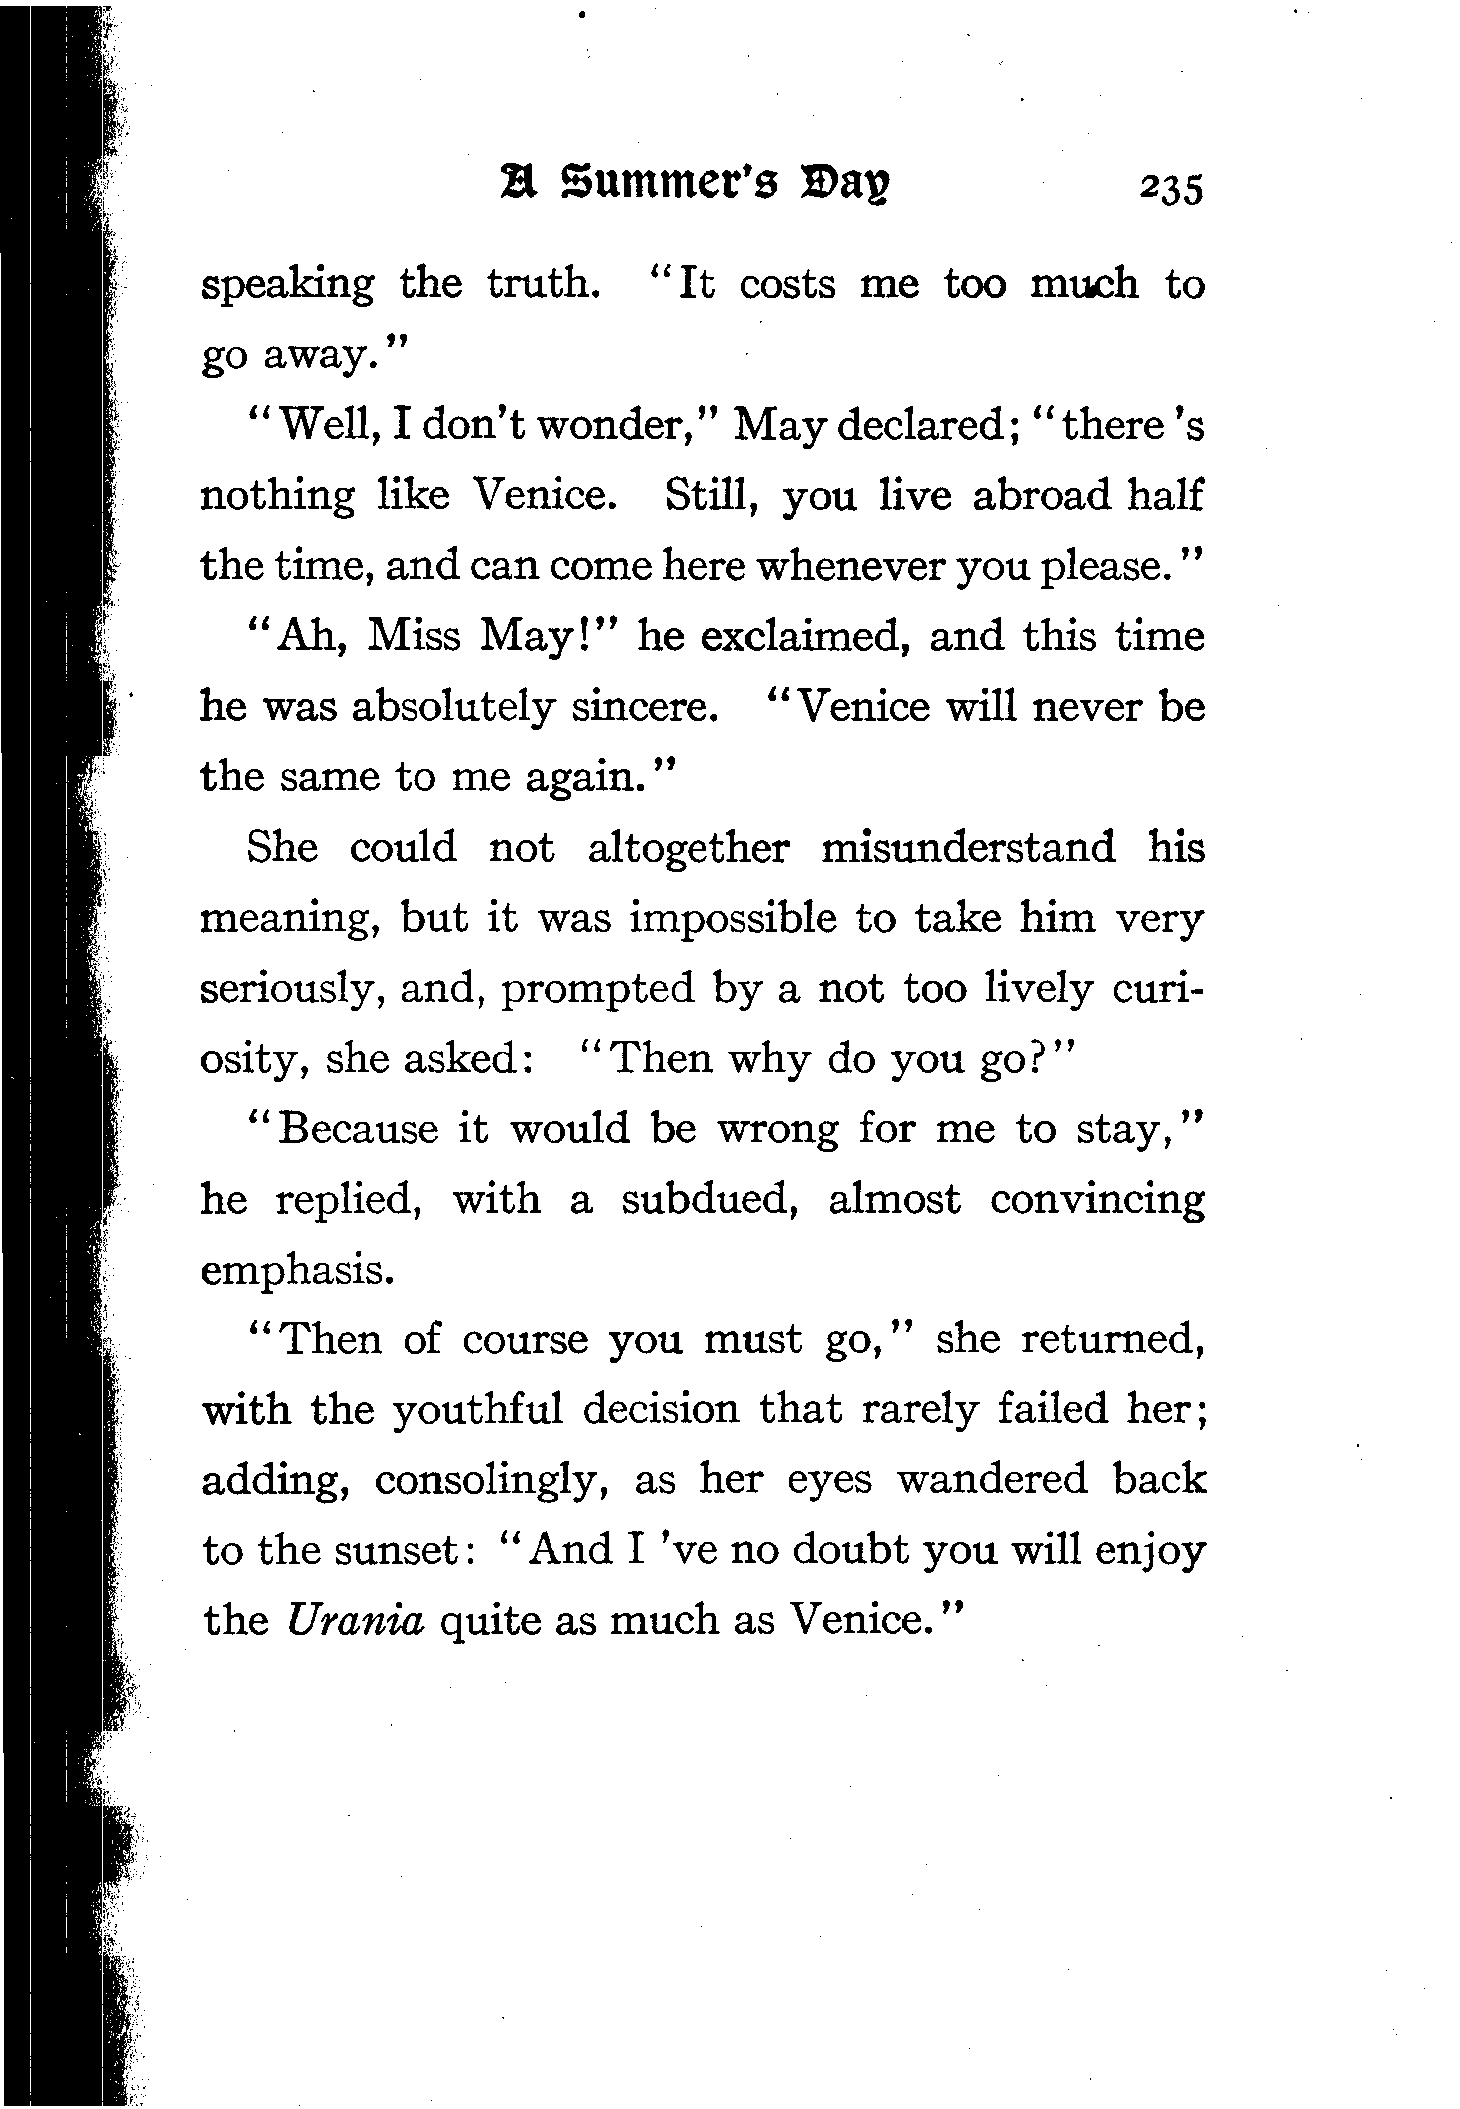 A Summer's Day 235
speaking the truth. "It costs me too much to
go away."
"Well, I don't wonder," May declared; "there 's
nothing like Venice. Still, you live abroad half
the time, and can come here whenever you please."
"Ah, Miss May!" he exclaimed, and this time
he was absolutely sincere. "Venice will never be
the same to me again."
She could not altogether misunderstand his
meaning, but it was impossible to take him very
seriously, and, prompted by a not too lively curi-
osity, she asked: "Then why do you go?"
"Because it would be wrong for me to stay,"
he replied, with a subdued, almost convincing
emphasis.
"Then of course you must go," she returned,
with the youthful decision that rarely failed her;
adding, consolingly, as her eyes wandered back
to the sunset: "And I 've no doubt you will enjoy
the Urania quite as much as Venice."